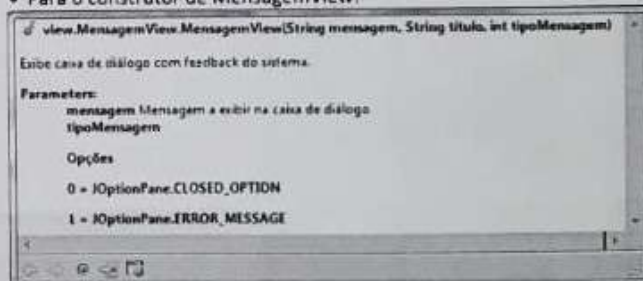 Para o construtor de MensagemView:
view.MensagemView.MensagemView(String mensagem, String titulo, int tipoMensagem)
Exibe caixa de diálogo com feedback do sistema.
Parameters:
mensagem Mensagem a exibir na caixa de diálogo
tipoMensagem
Opções
0 = JOptionPane.CLOSED_OPTION
1 = JOptionPane.ERROR_MESSAGE